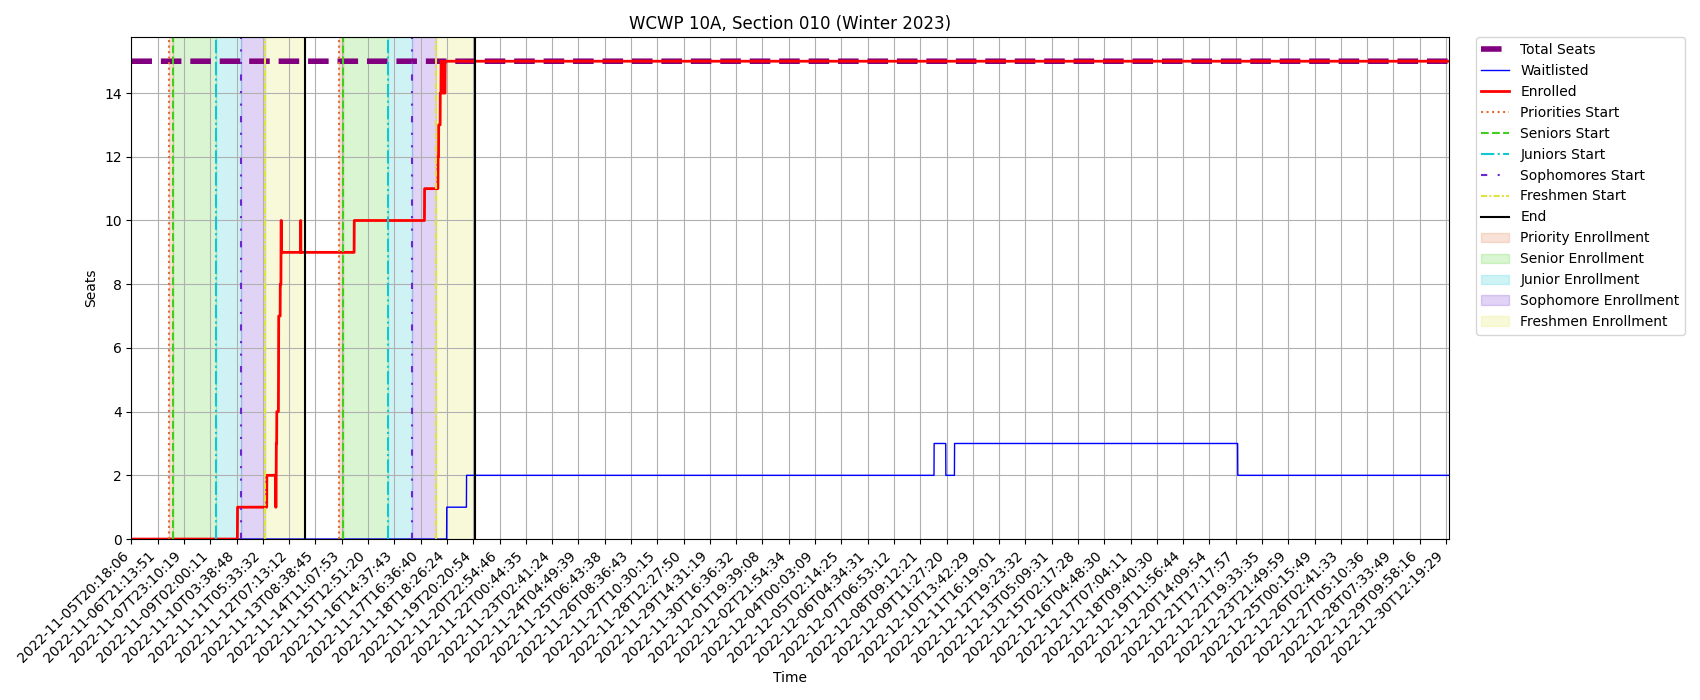 WCWP 10A, Section 010 (Winter 2023)
Total Seats
Waitlisted
Enrolled
Priorities Start
Seniors Start
Juniors Start
Sophomores Start
Freshmen Start
End
Priority Enrollment
Senior Enrollment
Junior Enrollment
Sophomore Enrollment
Freshmen Enrollment
Seats
14
12
10
8
6
4
2
0
2022-11-05T20:18:06
2022-11-06T21:13:51
2022-11-07T23:10:19
2022-11-09T02:00:11
2022-11-10T03:38:48
2022-11-11T05:33:32
2022-11-12T07:13:12
2022-11-13T08:38:45
2022-11-14T11:07:53
2022-11-15T12:51:20
2022-11-16T14:37:43
2022-11-17T16:36:40
2022-11-18T18:26:24
2022-11-19T20:20:54
2022-11-20T22:54:46
2022-11-22T00:44:35
2022-11-23T02:41:24
2022-11-24T04:49:39
2022-11-25T06:43:38
2022-11-26T08:36:43
2022-11-27T10:30:15
2022-11-28T12:27:50
2022-11-29T14:31:19
2022-11-30T16:36:32
2022-12-01T19:39:08
2022-12-02T21:54:34
2022-12-04T00:03:09
2022-12-05T02:14:25
2022-12-06T04:34:31
2022-12-07T06:53:12
2022-12-08T09:12:21
2022-12-09T11:27:20
2022-12-10T13:42:29
2022-12-11T16:19:01
2022-12-12T19:23:32
2022-12-13T05:09:31
2022-12-15T02:17:28
2022-12-16T04:48:30
2022-12-17T07:04:11
2022-12-18T09:40:30
2022-12-19T11:56:44
2022-12-20T14:09:54
2022-12-21T17:17:57
2022-12-22T19:33:35
2022-12-23T21:49:59
2022-12-25T00:15:49
2022-12-26T02:41:33
2022-12-27T05:10:36
2022-12-28T07:33:49
2022-12-29T09:58:16
2022-12-30T12:19:29
Time